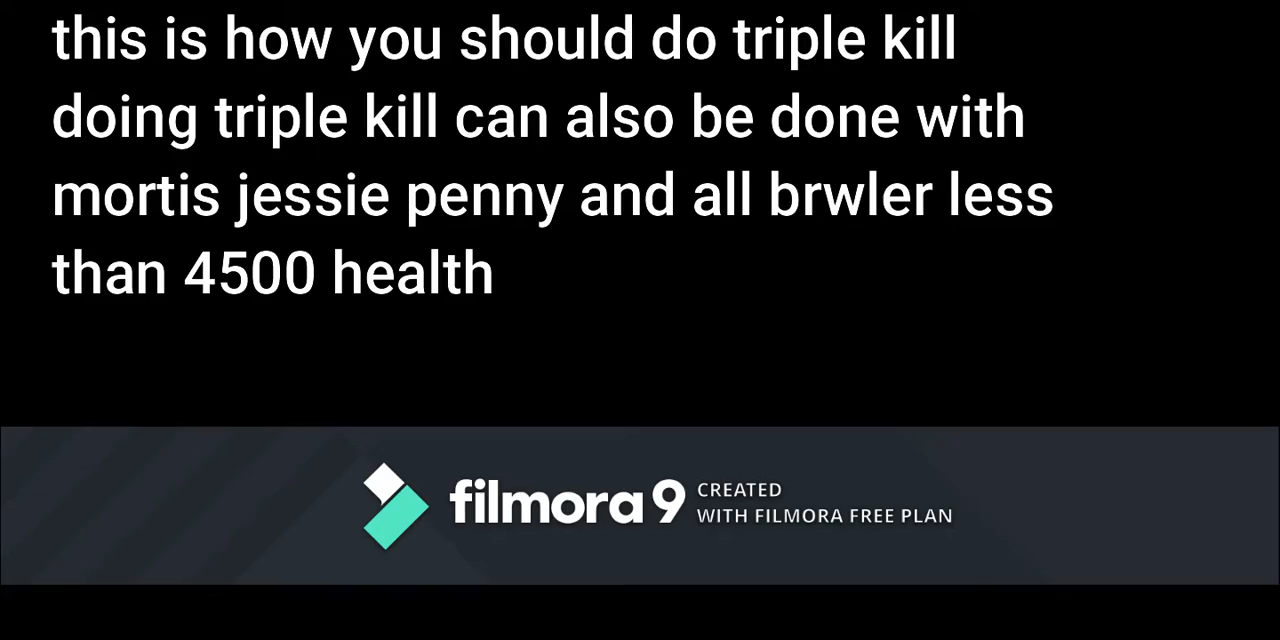 this is how you should do triple kill
doing triple kill can also be done with
mortis jessie penny and all brwler less
than 4500 health
filmora 9
CREATED
WITH FILMORA FREE PLAN